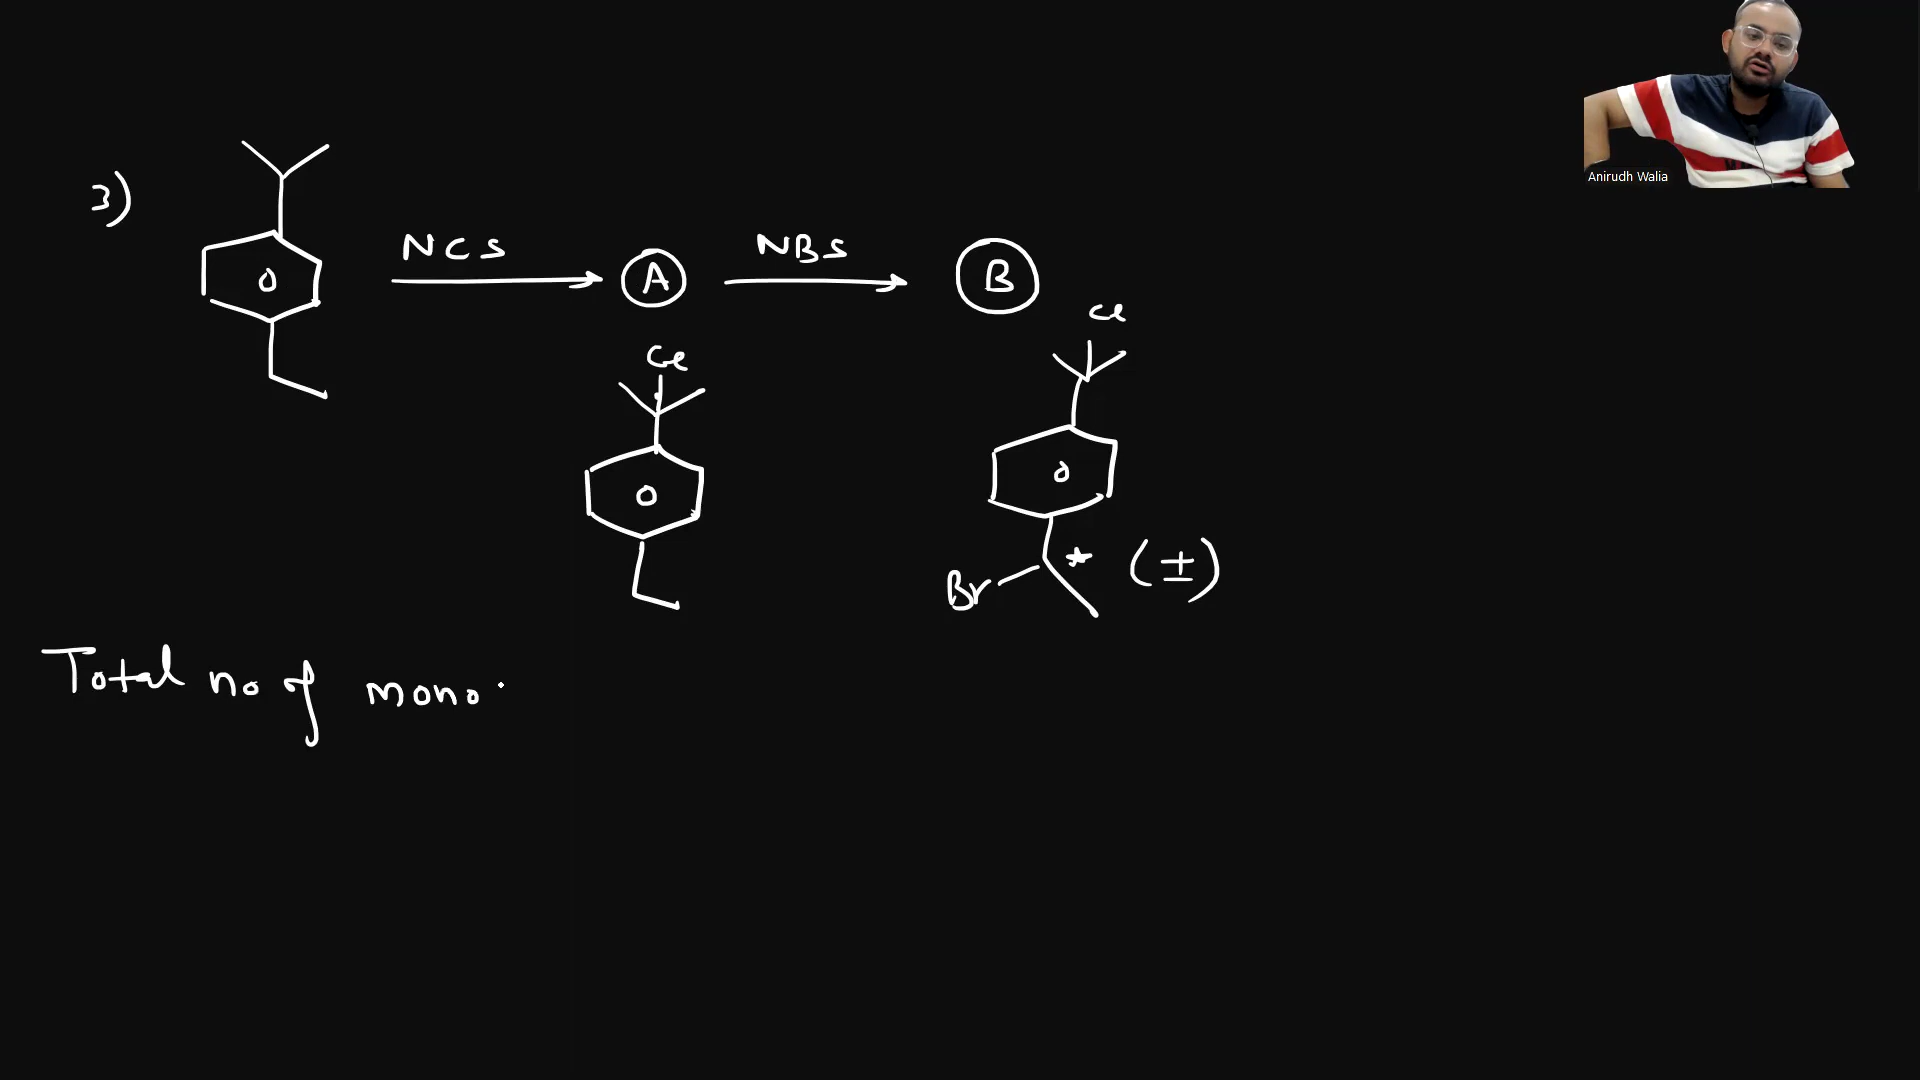 Anirudh Walia
3)
NCS
A
NBS
B
Cl
Cl
Br
* (±)
Total no of mono.